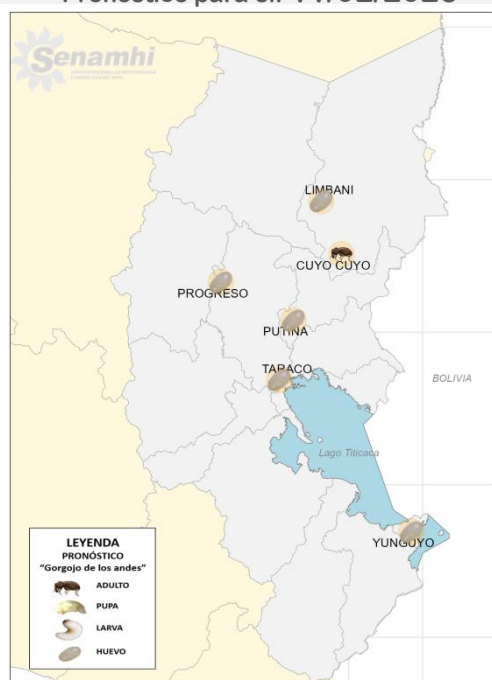 Senamhi
LIMBANI
CUYO CUYO
PROGRESO
PUTINA
TARACO
BOLIVIA
Lago Titicaca
YUNGUYO
LEYENDA
PRONÓSTICO
"Gorgojo de los andes"
ADULTO
PUPA
LARVA
HUEVO